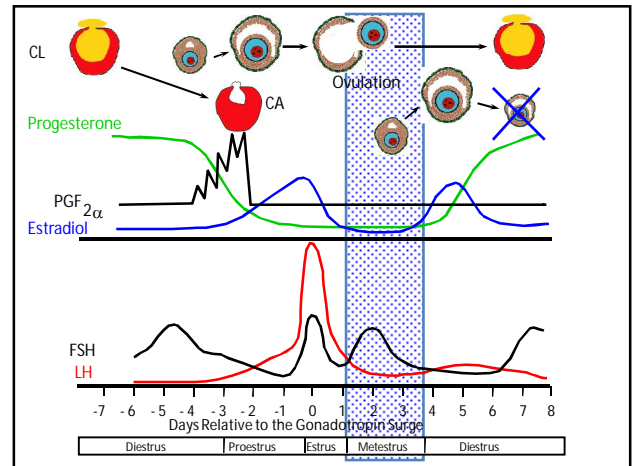 CL
Ovulation
CA
Progesterone
PGF2α
Estradiol
FSH
LH
-7 -6 -5 -4 -3 -2 -1 0 1 2 3 4 5 6 7 8
Days Relative to the Gonadotropin Surge
Diestrus Proestrus Estrus Metestrus Diestrus